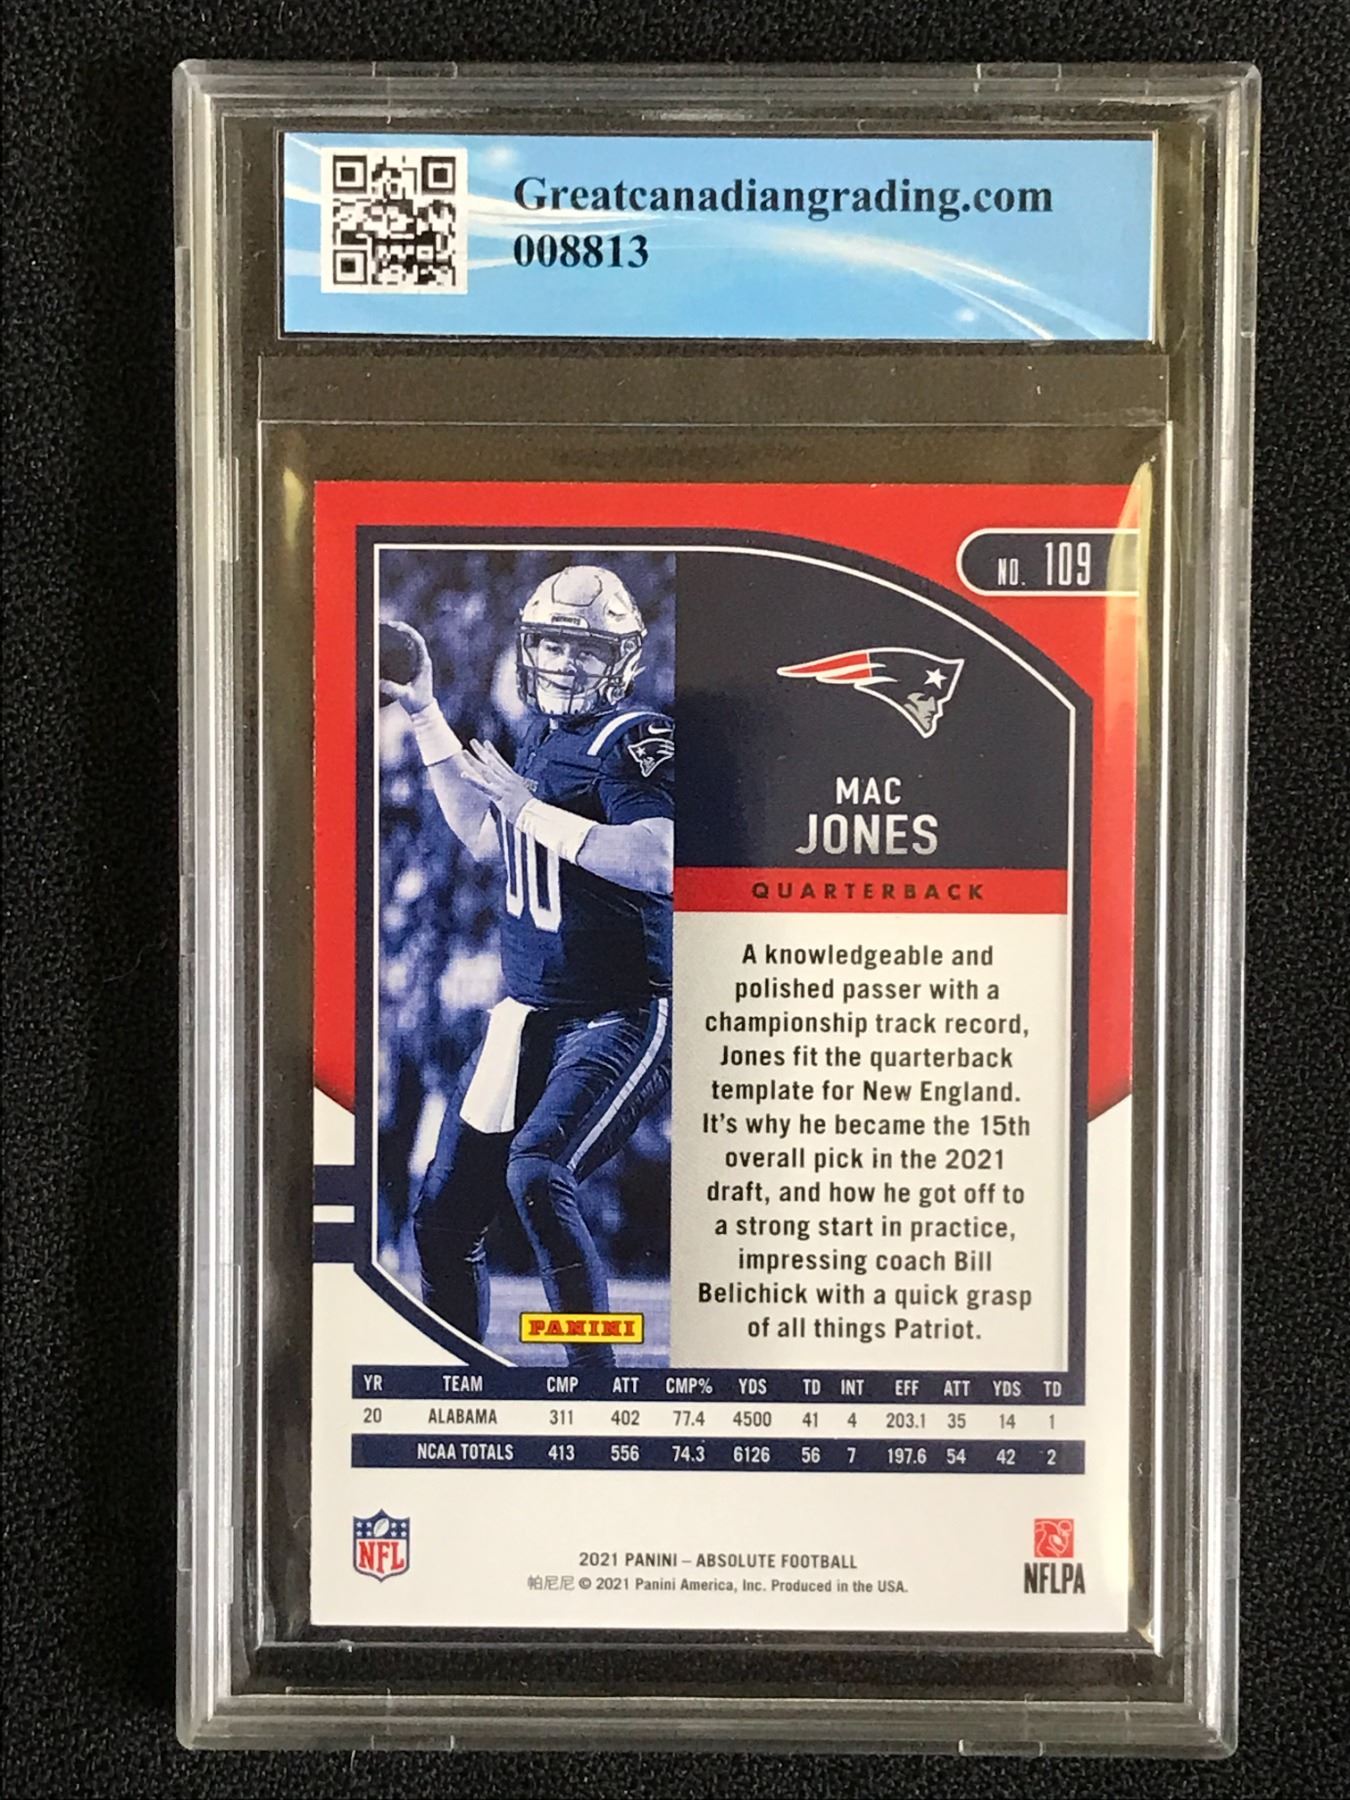 Greatcanadiangrading.com
008813
NO. 109
PATRIOTS
00
MAC
JONES
QUARTERBACK
A knowledgeable and
polished passer with a
championship track record,
Jones fit the quarterback
template for New England.
It's why he became the 15th
overall pick in the 2021
draft, and how he got off to
a strong start in practice,
impressing coach Bill
Belichick with a quick grasp
of all things Patriot.
PANINI
YR TEAM CMP ATT CMP% YDS TD INT EFF ATT YDS TD
20 ALABAMA 311 402 77.4 4500 41 4 203.1 35 14 1
NCAA TOTALS 413 556 74.3 6126 56 7 197.6 54 42 2
NFL
2021 PANINI – ABSOLUTE FOOTBALL
帕尼尼 © 2021 Panini America, Inc. Produced in the USA.
NFLPA